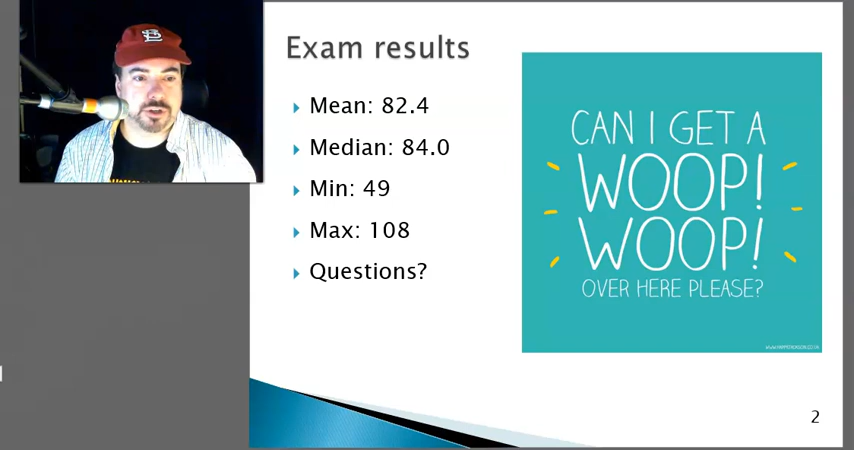 Exam results
Mean: 82.4
Median: 84.0
Min: 49
Max: 108
Questions?
CAN I GET A
WOOP!
WOOP!
OVER HERE PLEASE?
2